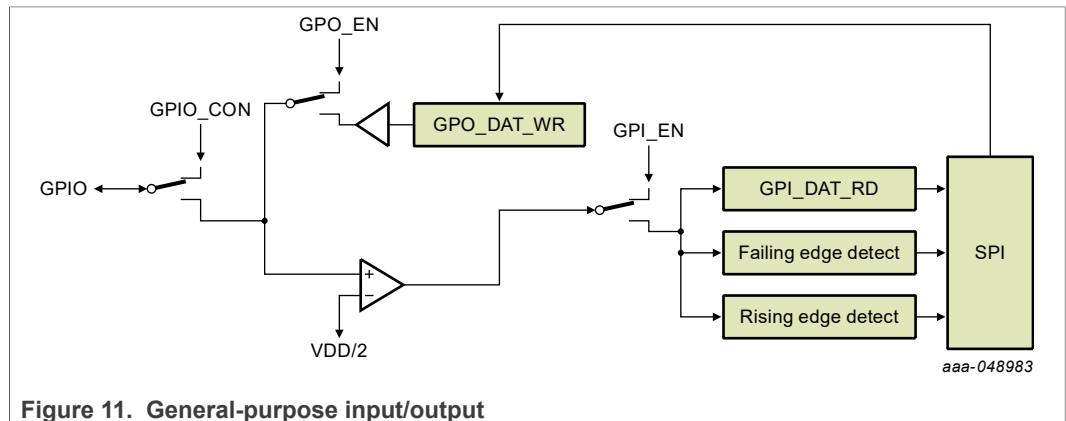 GPO_EN
GPIO_CON
GPO_DAT_WR
GPI_EN
GPIO
GPI_DAT_RD
+
Failing edge detect
SPI
−
Rising edge detect
VDD/2
aaa-048983
Figure 11. General-purpose input/output